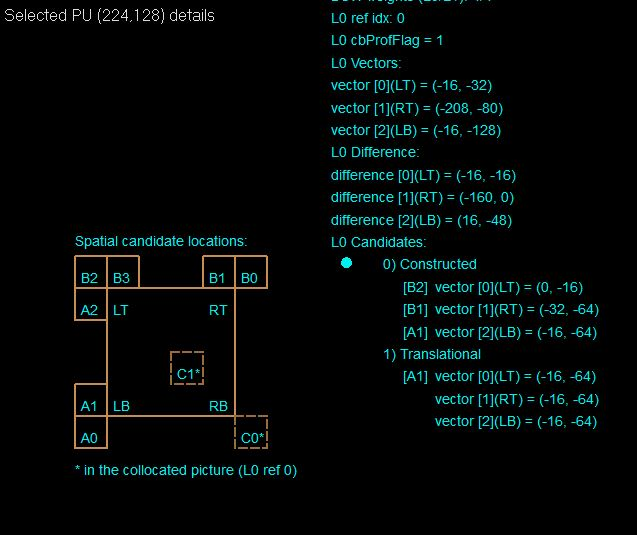 Selected PU (224,128) details
L0 ref idx: 0
L0 cbProfFlag = 1
L0 Vectors:
vector [0](LT) = (-16, -32)
vector [1](RT) = (-208, -80)
vector [2](LB) = (-16, -128)
L0 Difference:
difference [0](LT) = (-16, -16)
difference [1](RT) = (-160, 0)
difference [2](LB) = (16, -48)
L0 Candidates:
0) Constructed
[B2] vector [0](LT) = (0, -16)
[B1] vector [1](RT) = (-32, -64)
[A1] vector [2](LB) = (-16, -64)
1) Translational
[A1] vector [0](LT) = (-16, -64)
vector [1](RT) = (-16, -64)
vector [2](LB) = (-16, -64)
Spatial candidate locations:
B2 B3 B1 B0
A2 LT RT
C1*
A1 LB RB
A0 C0*
* in the collocated picture (L0 ref 0)